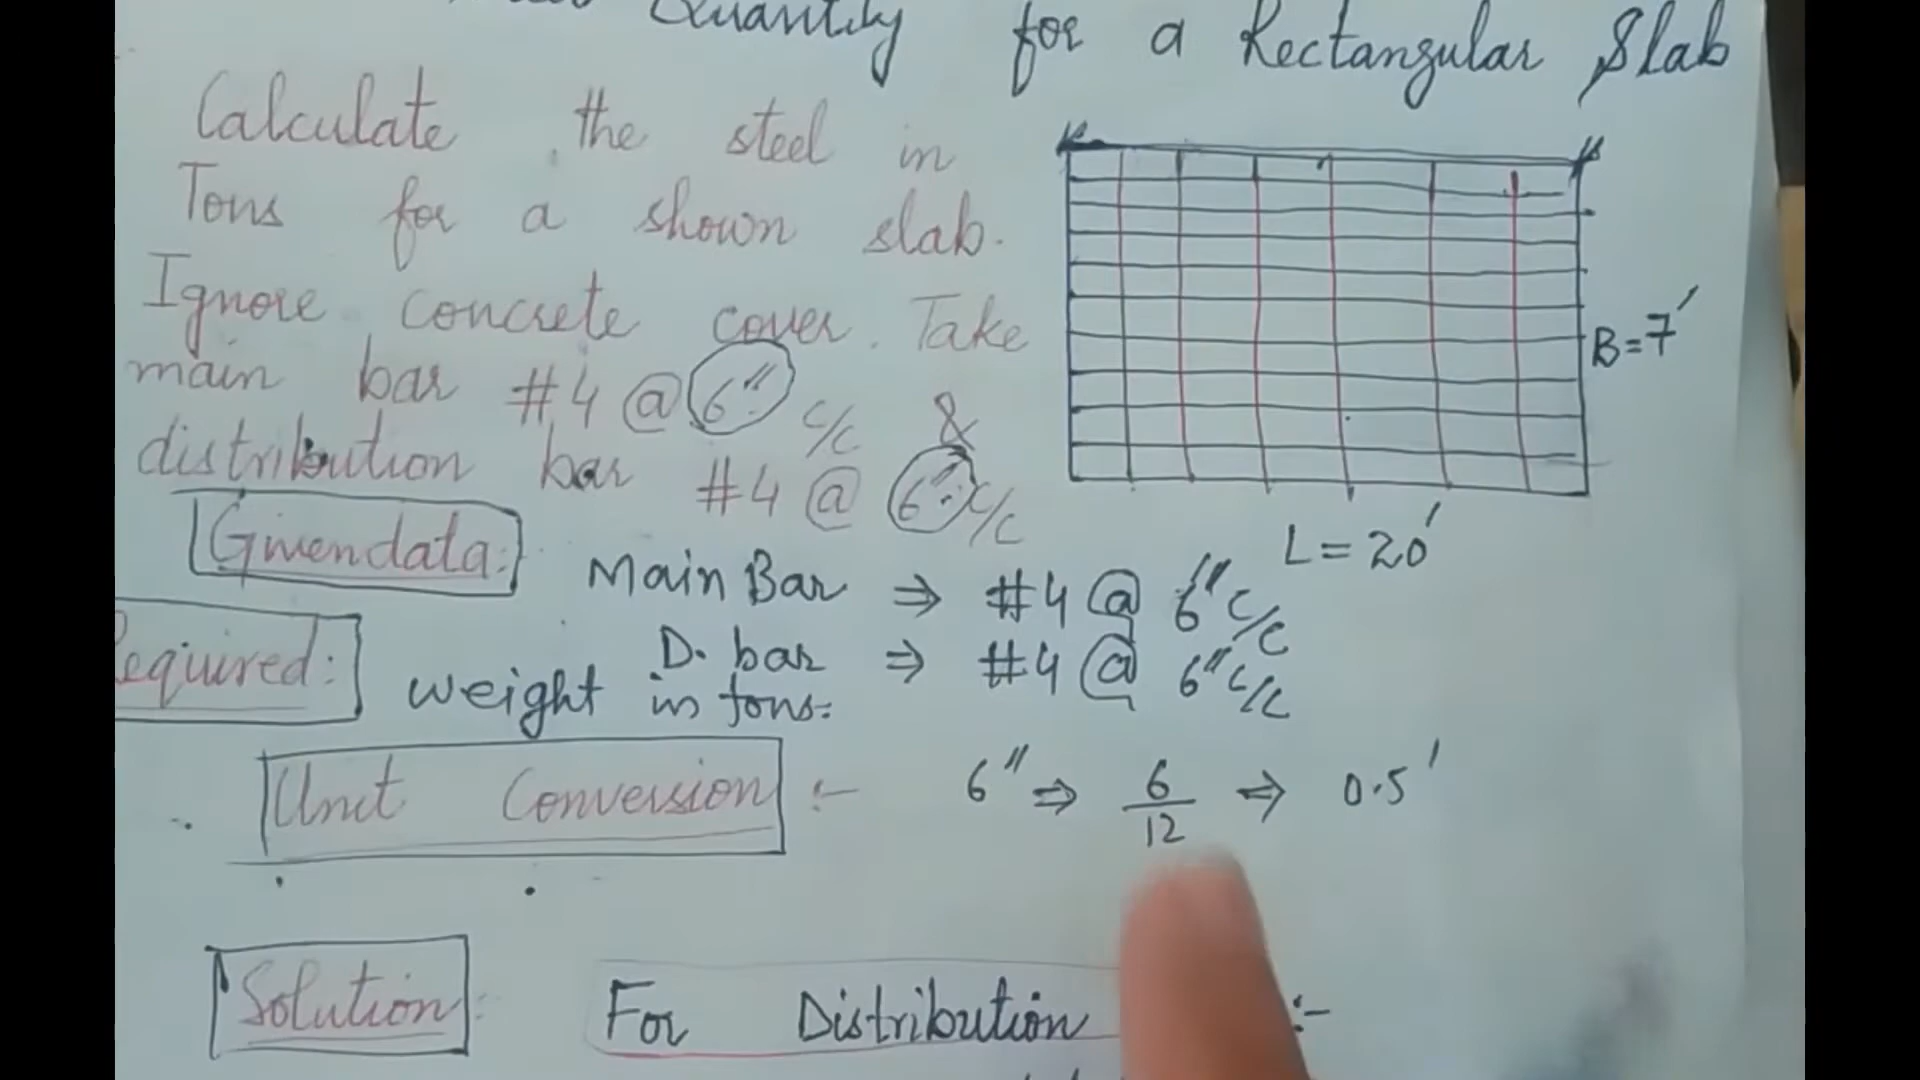 Quantity for a Rectangular Slab
Calculate the steel in
Tons for a shown slab.
Ignore concrete cover. Take
main bar #4 @ 6" c/c &
distribution bar #4 @ 6" c/c
B=7'
L=20'
Givendata:
Main Bar ⇒ #4 @ 6" c/c
D. bar ⇒ #4 @ 6" c/c
Required:
weight in tons:
Unit Conversion :- 6" ⇒ 6/12 ⇒ 0.5'
Solution:
For Distribution :-